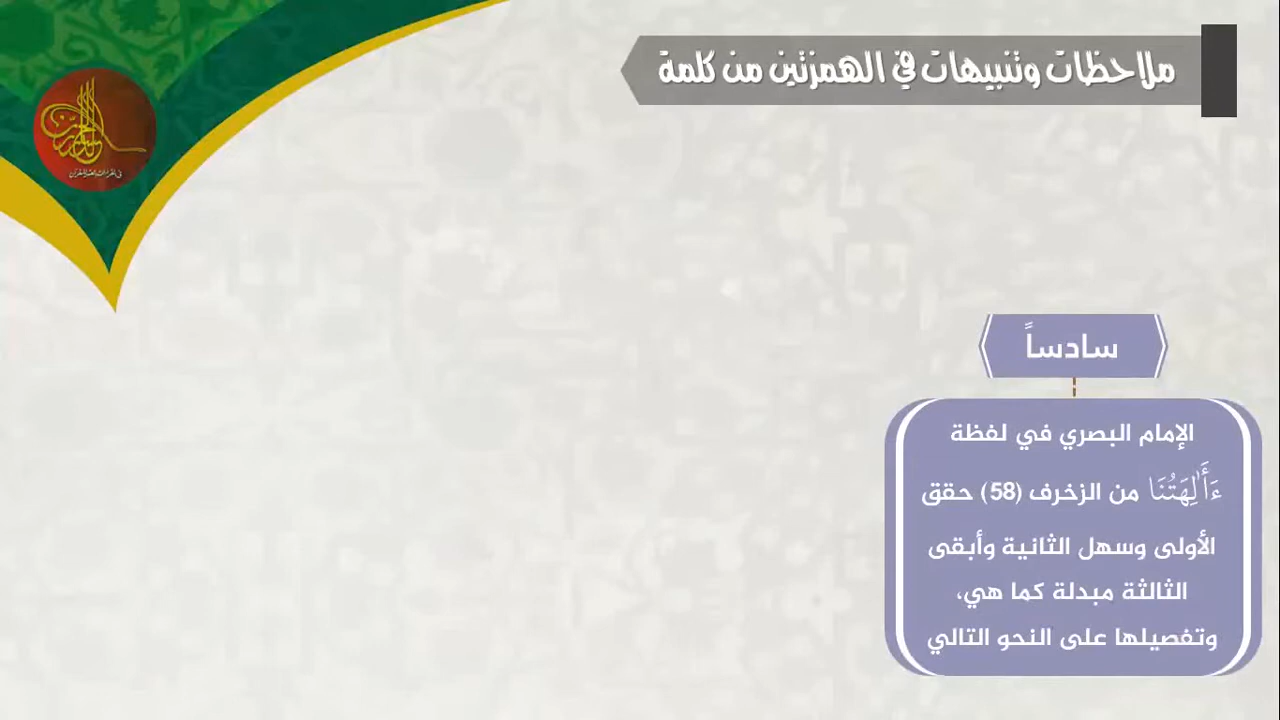 ملاحظات وتنبيهات في الهمزتين من كلمة
سادساً
الإمام البصري في لفظة
ءَأَٰلِهَتُنَا من الزخرف (58) حقق
الأولى وسهل الثانية وأبقى
الثالثة مبدلة كما هي،
وتفصيلها على النحو التالي